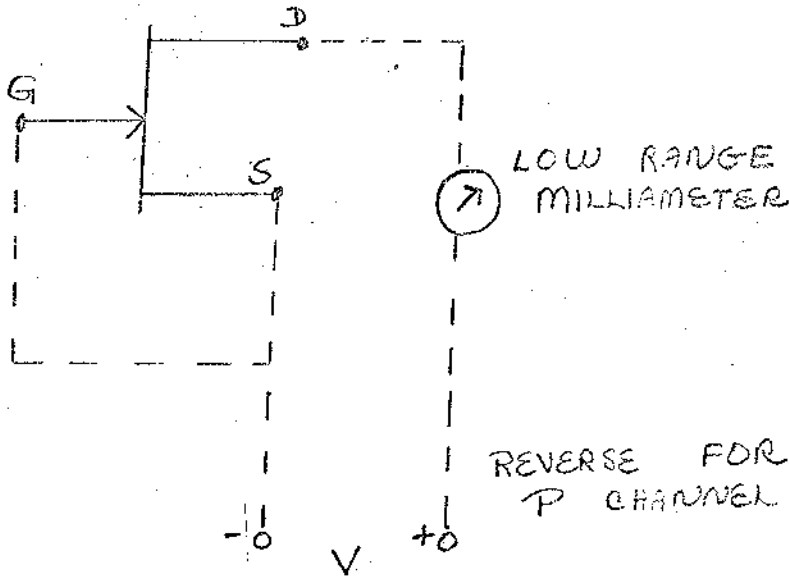 D
G
S
LOW RANGE
MILLIAMETER
REVERSE FOR
P CHANNEL
- V +